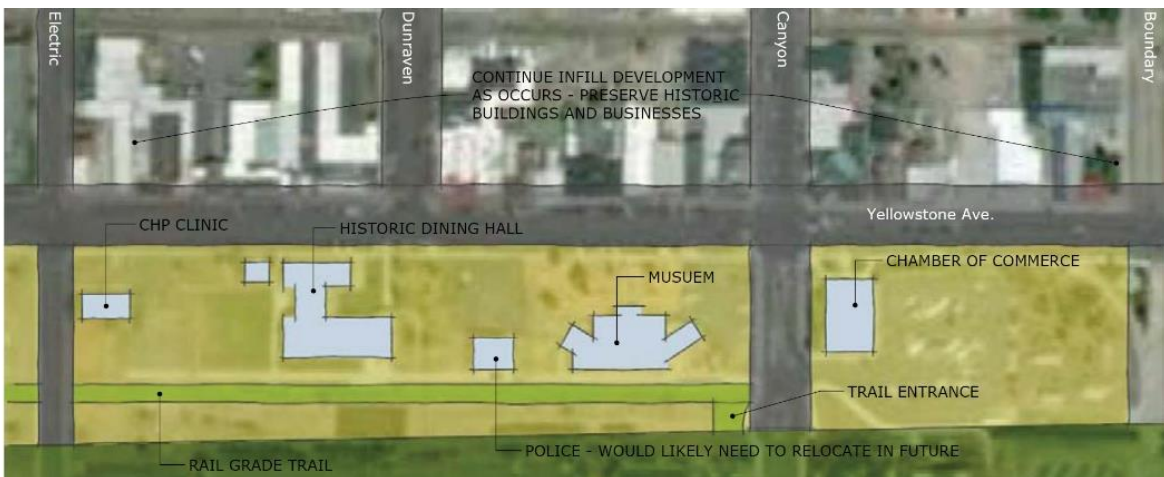 Electric
Dunraven
Canyon
Boundary
CONTINUE INFILL DEVELOPMENT
AS OCCURS - PRESERVE HISTORIC
BUILDINGS AND BUSINESSES
Yellowstone Ave.
CHP CLINIC
HISTORIC DINING HALL
MUSUEM
CHAMBER OF COMMERCE
TRAIL ENTRANCE
POLICE - WOULD LIKELY NEED TO RELOCATE IN FUTURE
RAIL GRADE TRAIL